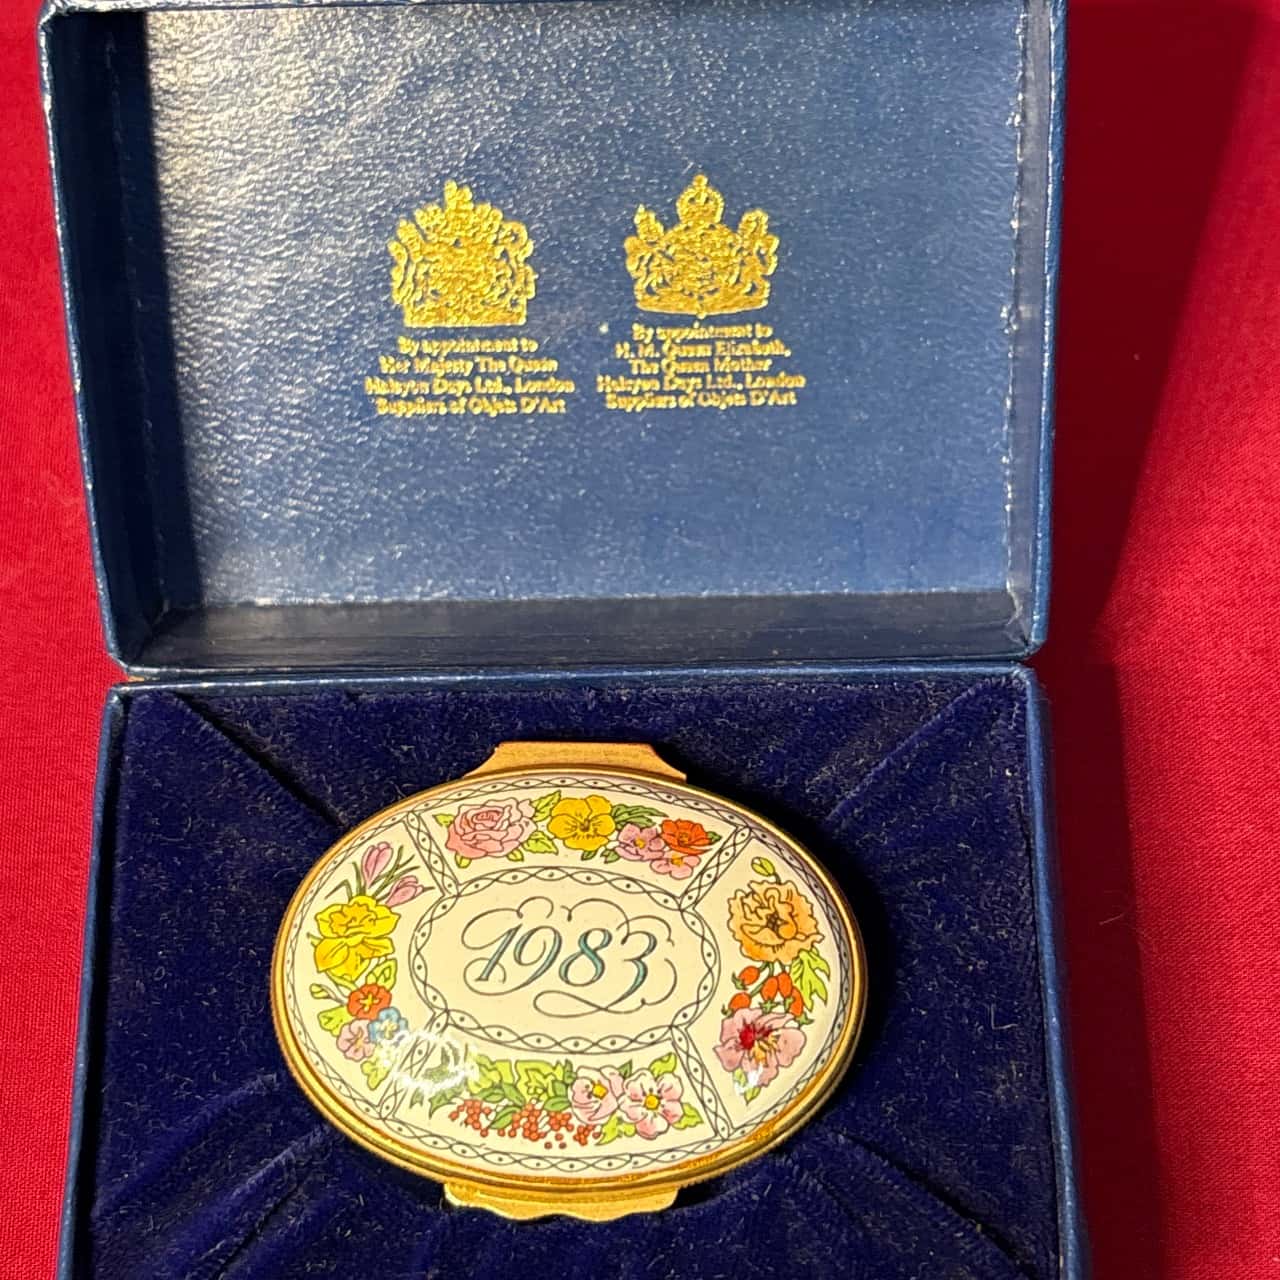 By appointment to
Her Majesty The Queen
Halcyon Days Ltd., London
Suppliers of Objets D'Art
By appointment to
H. M. Queen Elizabeth,
The Queen Mother
Halcyon Days Ltd., London
Suppliers of Objets D'Art
1983